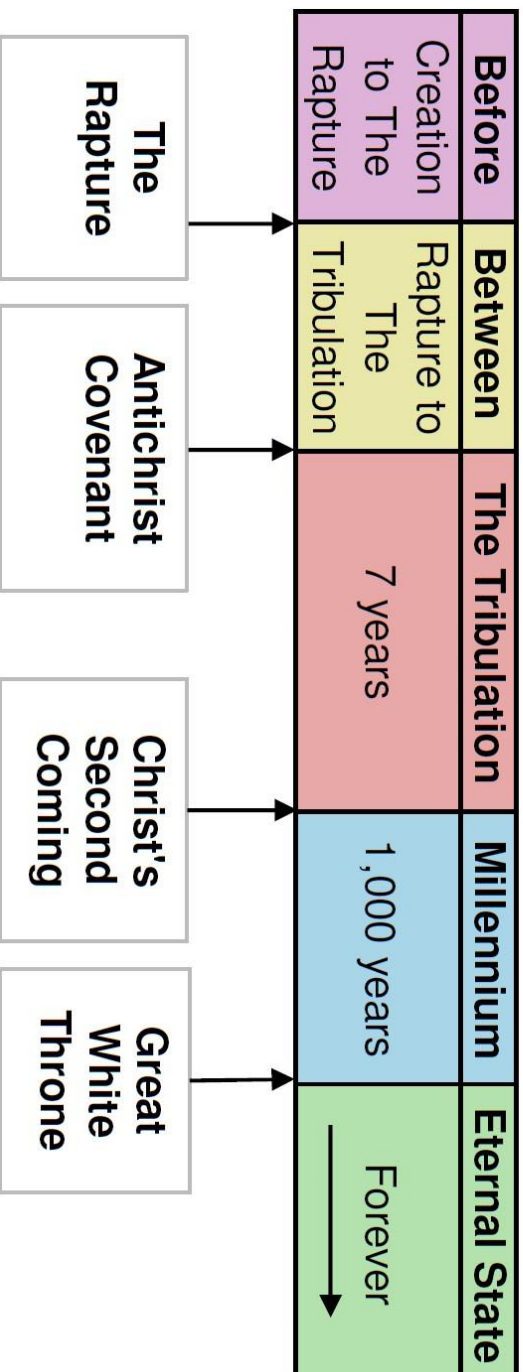 Before
Between
The Tribulation
Millennium
Eternal State
Creation
to The
Rapture
Rapture to
The
Tribulation
7 years
1,000 years
Forever
The
Rapture
Antichrist
Covenant
Christ's
Second
Coming
Great
White
Throne